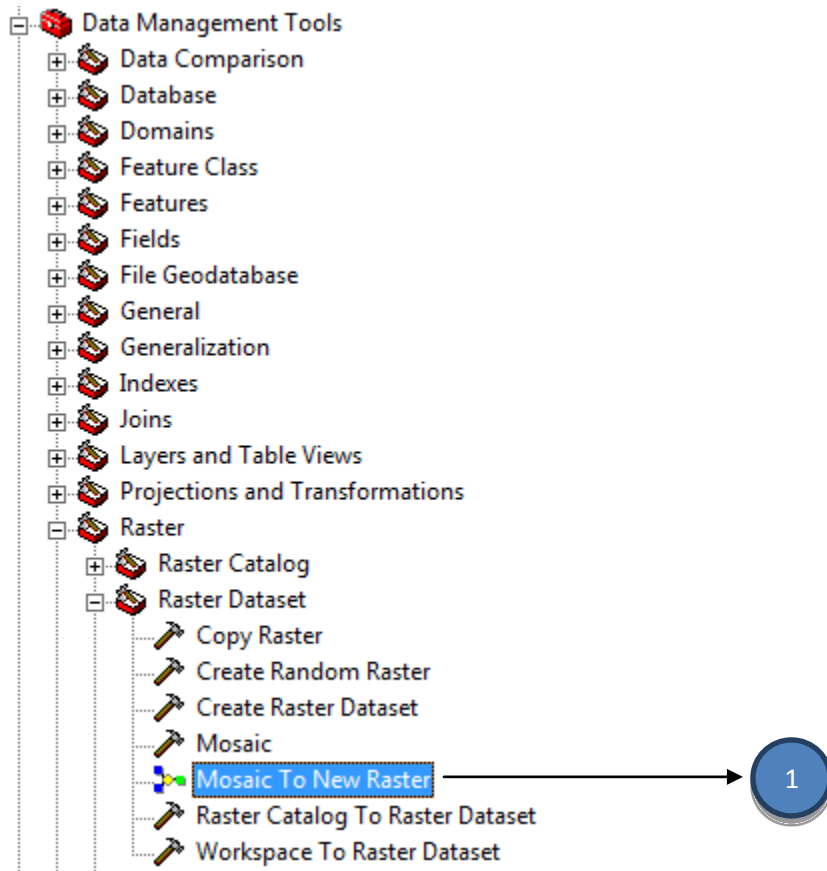 Data Management Tools
Data Comparison
Database
Domains
Feature Class
Features
Fields
File Geodatabase
General
Generalization
Indexes
Joins
Layers and Table Views
Projections and Transformations
Raster
Raster Catalog
Raster Dataset
Copy Raster
Create Random Raster
Create Raster Dataset
Mosaic
Mosaic To New Raster 1
Raster Catalog To Raster Dataset
Workspace To Raster Dataset